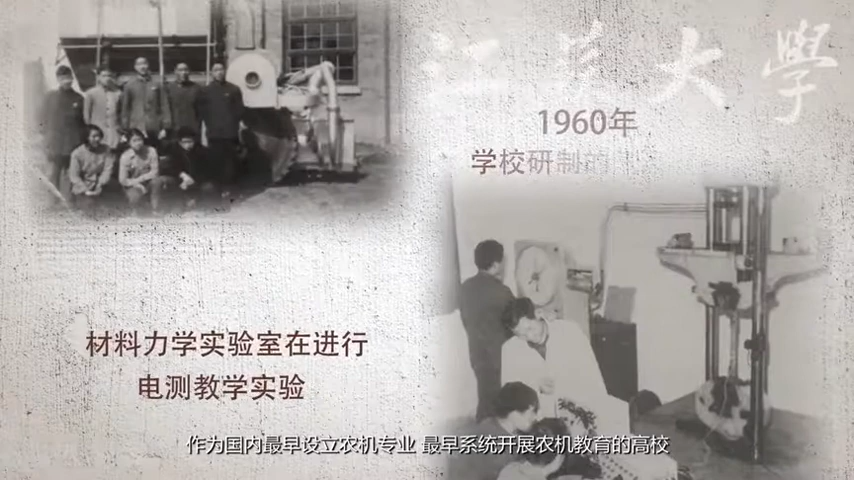 江苏大學
1960年
学校研制的
材料力学实验室在进行
电测教学实验
作为国内最早设立农机专业 最早系统开展农机教育的高校